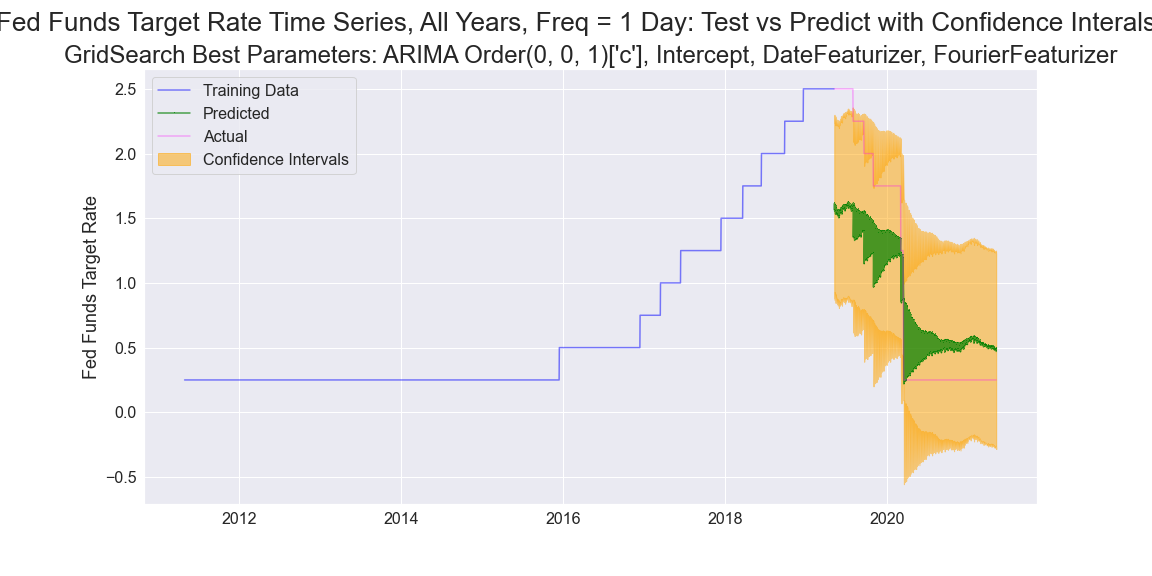 Fed Funds Target Rate Time Series, All Years, Freq = 1 Day: Test vs Predict with Confidence Interals
GridSearch Best Parameters: ARIMA Order(0, 0, 1)['c'], Intercept, DateFeaturizer, FourierFeaturizer
Training Data
Predicted
Actual
Confidence Intervals
Fed Funds Target Rate
2.5
2.0
1.5
1.0
0.5
0.0
−0.5
2012 2014 2016 2018 2020